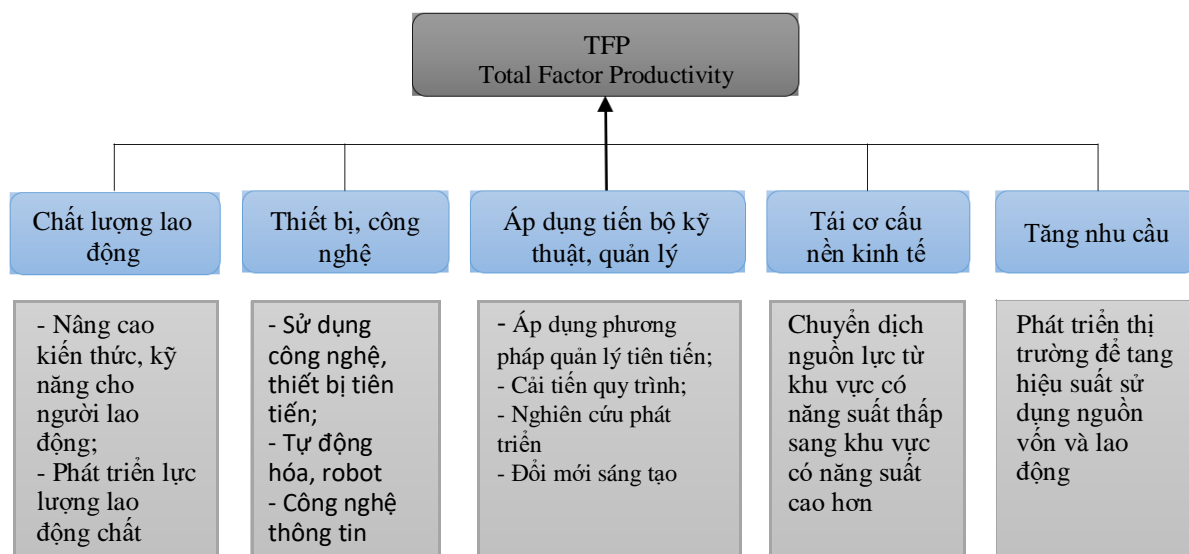 TFP
Total Factor Productivity
Chất lượng lao
động
Thiết bị, công
nghệ
Áp dụng tiến bộ kỹ
thuật, quản lý
Tái cơ cấu
nền kinh tế
Tăng nhu cầu
- Nâng cao
kiến thức, kỹ
năng cho
người lao
động;
- Phát triển lực
lượng lao
động chất
- Sử dụng
công nghệ,
thiết bị tiên
tiến;
- Tự động
hóa, robot
- Công nghệ
thông tin
- Áp dụng phương
pháp quản lý tiên tiến;
- Cải tiến quy trình;
- Nghiên cứu phát
triển
- Đổi mới sáng tạo
Chuyển dịch
nguồn lực từ
khu vực có
năng suất thấp
sang khu vực
có năng suất
cao hơn
Phát triển thị
trường để tang
hiệu suất sử
dụng nguồn
vốn và lao
động